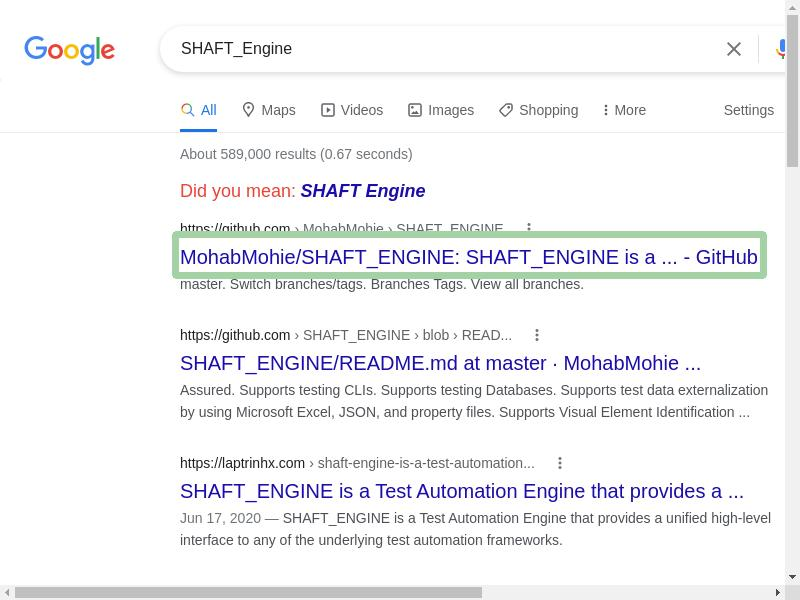 Google
SHAFT_Engine
All Maps Videos Images Shopping More Settings
About 589,000 results (0.67 seconds)
Did you mean: SHAFT Engine
https://github.com › MohabMohie › SHAFT_ENGINE
MohabMohie/SHAFT_ENGINE: SHAFT_ENGINE is a ... - GitHub
master. Switch branches/tags. Branches Tags. View all branches.
https://github.com › SHAFT_ENGINE › blob › READ...
SHAFT_ENGINE/README.md at master · MohabMohie ...
Assured. Supports testing CLIs. Supports testing Databases. Supports test data externalization
by using Microsoft Excel, JSON, and property files. Supports Visual Element Identification ...
https://laptrinhx.com › shaft-engine-is-a-test-automation...
SHAFT_ENGINE is a Test Automation Engine that provides a ...
Jun 17, 2020 — SHAFT_ENGINE is a Test Automation Engine that provides a unified high-level
interface to any of the underlying test automation frameworks.